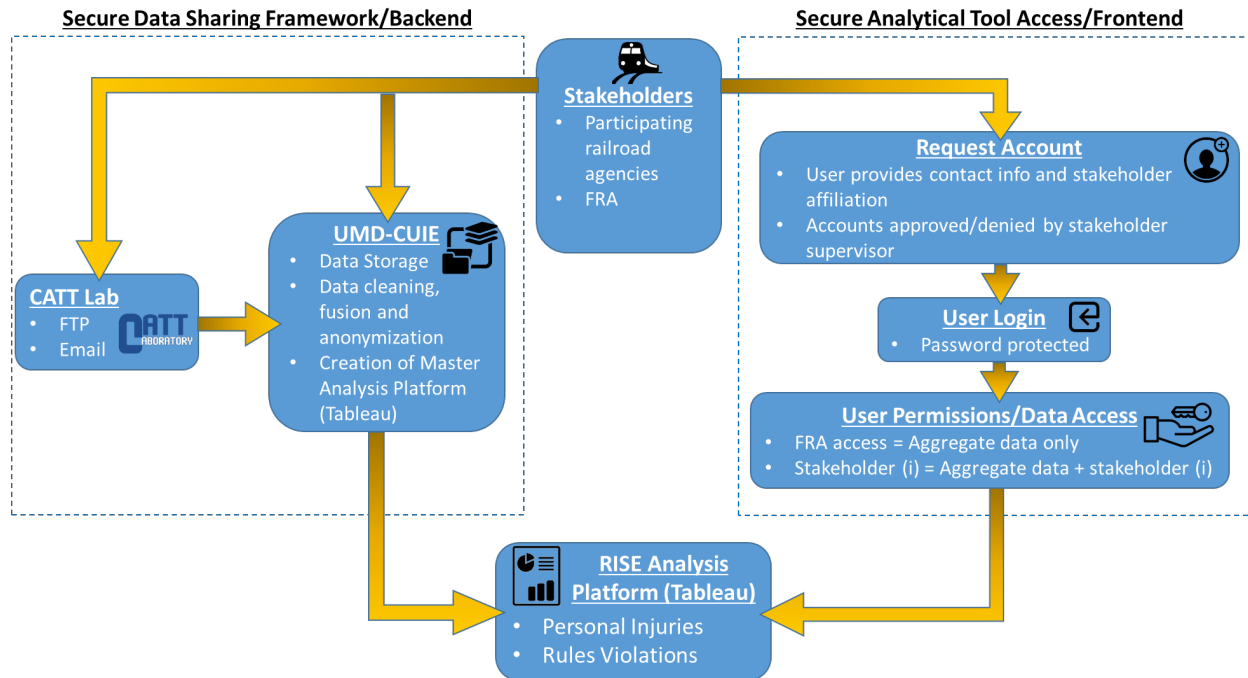 Secure Data Sharing Framework/Backend
Secure Analytical Tool Access/Frontend
Stakeholders
• Participating
railroad
agencies
• FRA
Request Account
• User provides contact info and stakeholder
affiliation
• Accounts approved/denied by stakeholder
supervisor
UMD-CUIE
• Data Storage
• Data cleaning,
fusion and
anonymization
• Creation of Master
Analysis Platform
(Tableau)
CATT Lab
• FTP
• Email
CATT
LABORATORY
User Login
• Password protected
User Permissions/Data Access
• FRA access = Aggregate data only
• Stakeholder (i) = Aggregate data + stakeholder (i)
RISE Analysis
Platform (Tableau)
• Personal Injuries
• Rules Violations